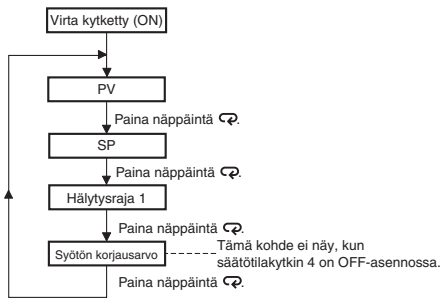 Virta kytketty (ON)
PV
Paina näppäintä .
SP
Paina näppäintä .
Hälytysraja 1
Paina näppäintä .
Syötön korjausarvo
Tämä kohde ei näy, kun
säätötilakytkin 4 on OFF-asennossa.
Paina näppäintä .